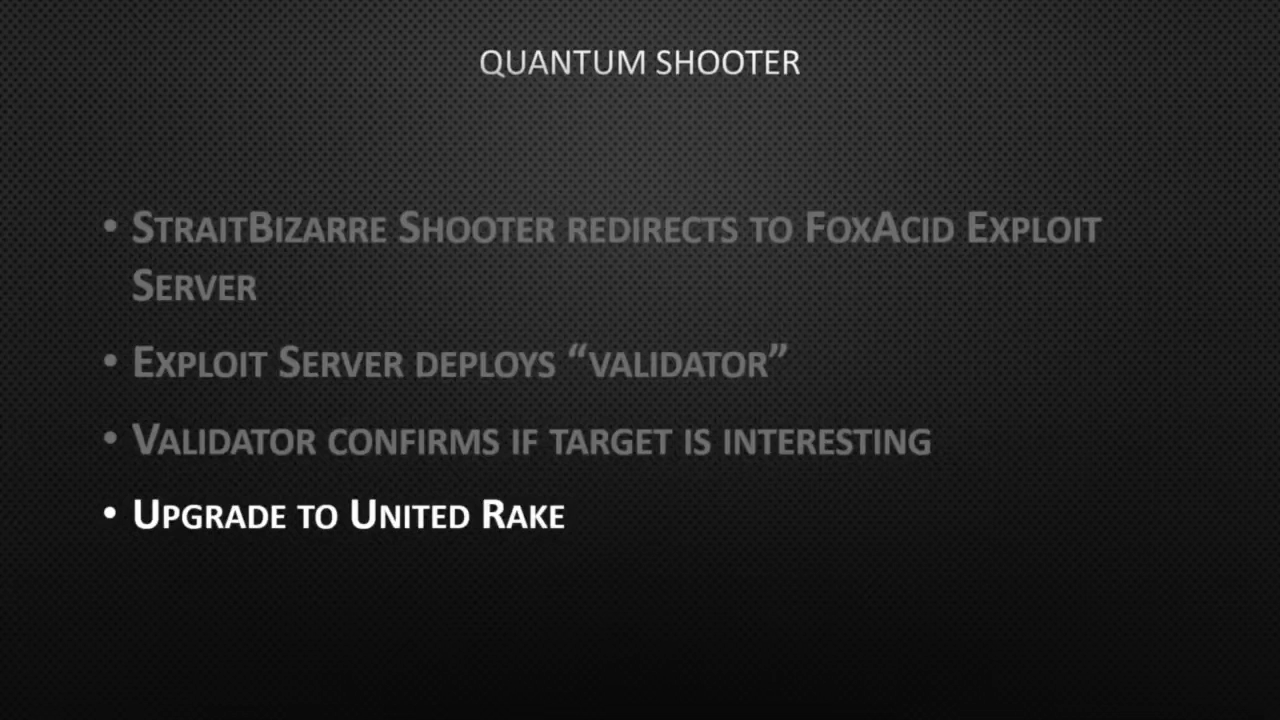 QUANTUM SHOOTER
• STRAITBIZARRE SHOOTER REDIRECTS TO FOXACID EXPLOIT
SERVER
• EXPLOIT SERVER DEPLOYS “VALIDATOR”
• VALIDATOR CONFIRMS IF TARGET IS INTERESTING
• UPGRADE TO UNITED RAKE